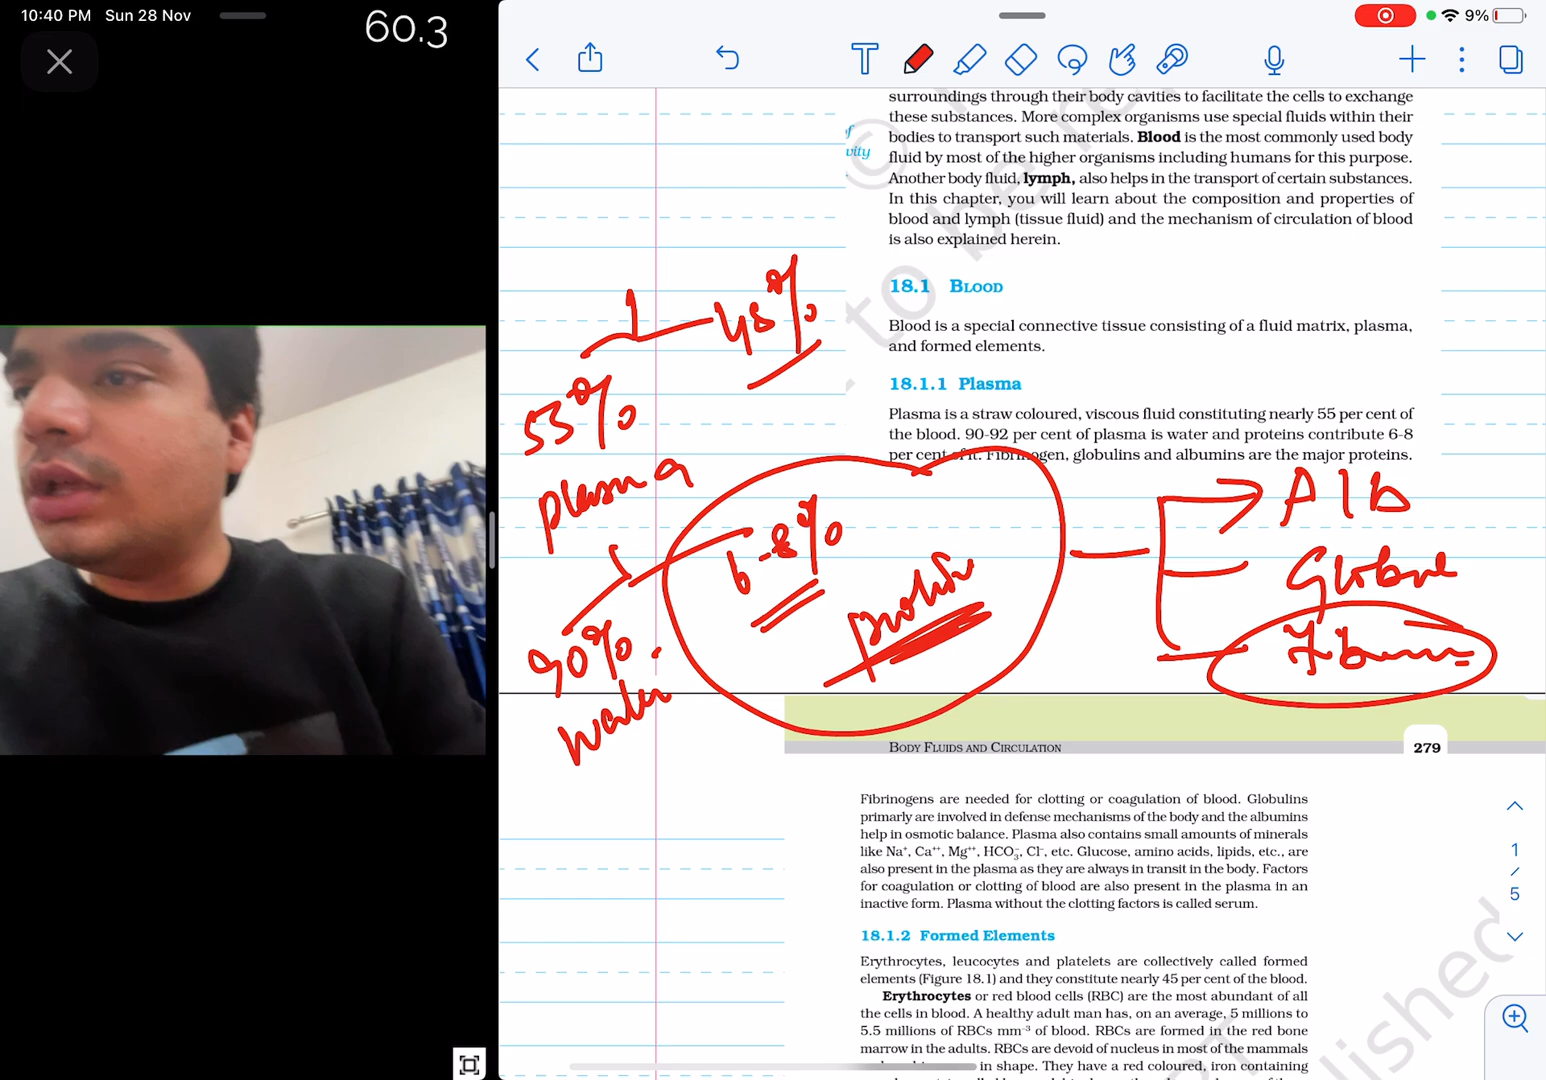 10:40 PM Sun 28 Nov
60.3
9%
surroundings through their body cavities to facilitate the cells to exchange
these substances. More complex organisms use special fluids within their
bodies to transport such materials. Blood is the most commonly used body
fluid by most of the higher organisms including humans for this purpose.
Another body fluid, lymph, also helps in the transport of certain substances.
In this chapter, you will learn about the composition and properties of
blood and lymph (tissue fluid) and the mechanism of circulation of blood
is also explained herein.
of
vity
18.1 BLOOD
Blood is a special connective tissue consisting of a fluid matrix, plasma,
and formed elements.
18.1.1 Plasma
Plasma is a straw coloured, viscous fluid constituting nearly 55 per cent of
the blood. 90-92 per cent of plasma is water and proteins contribute 6-8
per cent of it. Fibrinogen, globulins and albumins are the major proteins.
45%
55%
plasma
6-8%
protein
90%
water
Alb
BODY FLUIDS AND CIRCULATION
279
Fibrinogens are needed for clotting or coagulation of blood. Globulins
primarily are involved in defense mechanisms of the body and the albumins
help in osmotic balance. Plasma also contains small amounts of minerals
like Na⁺, Ca⁺⁺, Mg⁺⁺, HCO₃⁻, Cl⁻, etc. Glucose, amino acids, lipids, etc., are
also present in the plasma as they are always in transit in the body. Factors
for coagulation or clotting of blood are also present in the plasma in an
inactive form. Plasma without the clotting factors is called serum.
18.1.2 Formed Elements
Erythrocytes, leucocytes and platelets are collectively called formed
elements (Figure 18.1) and they constitute nearly 45 per cent of the blood.
Erythrocytes or red blood cells (RBC) are the most abundant of all
the cells in blood. A healthy adult man has, on an average, 5 millions to
5.5 millions of RBCs mm⁻³ of blood. RBCs are formed in the red bone
marrow in the adults. RBCs are devoid of nucleus in most of the mammals
in shape. They have a red coloured, iron containing
1
/
5